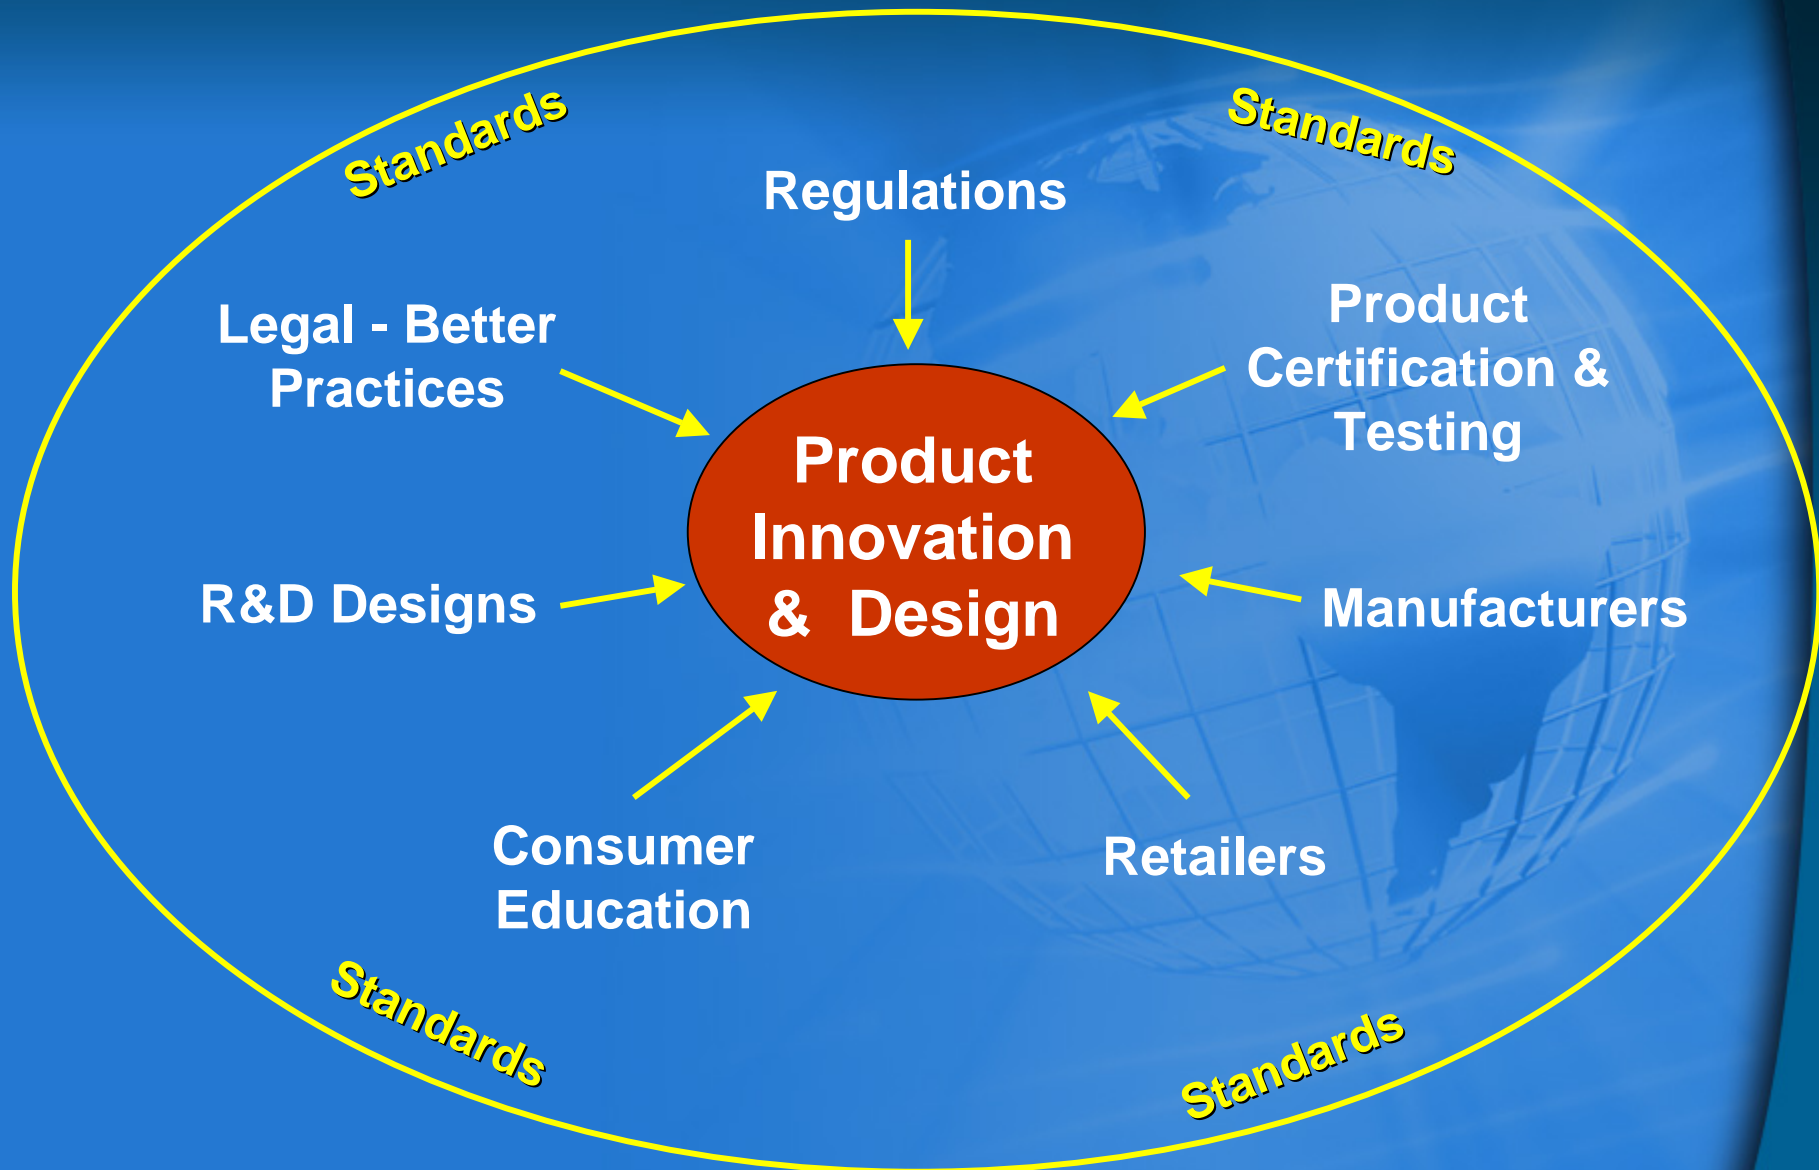 Standards
Standards
Regulations
Legal - Better
Practices
Product
Certification &
Testing
Product
Innovation
& Design
R&D Designs
Manufacturers
Consumer
Education
Retailers
Standards
Standards